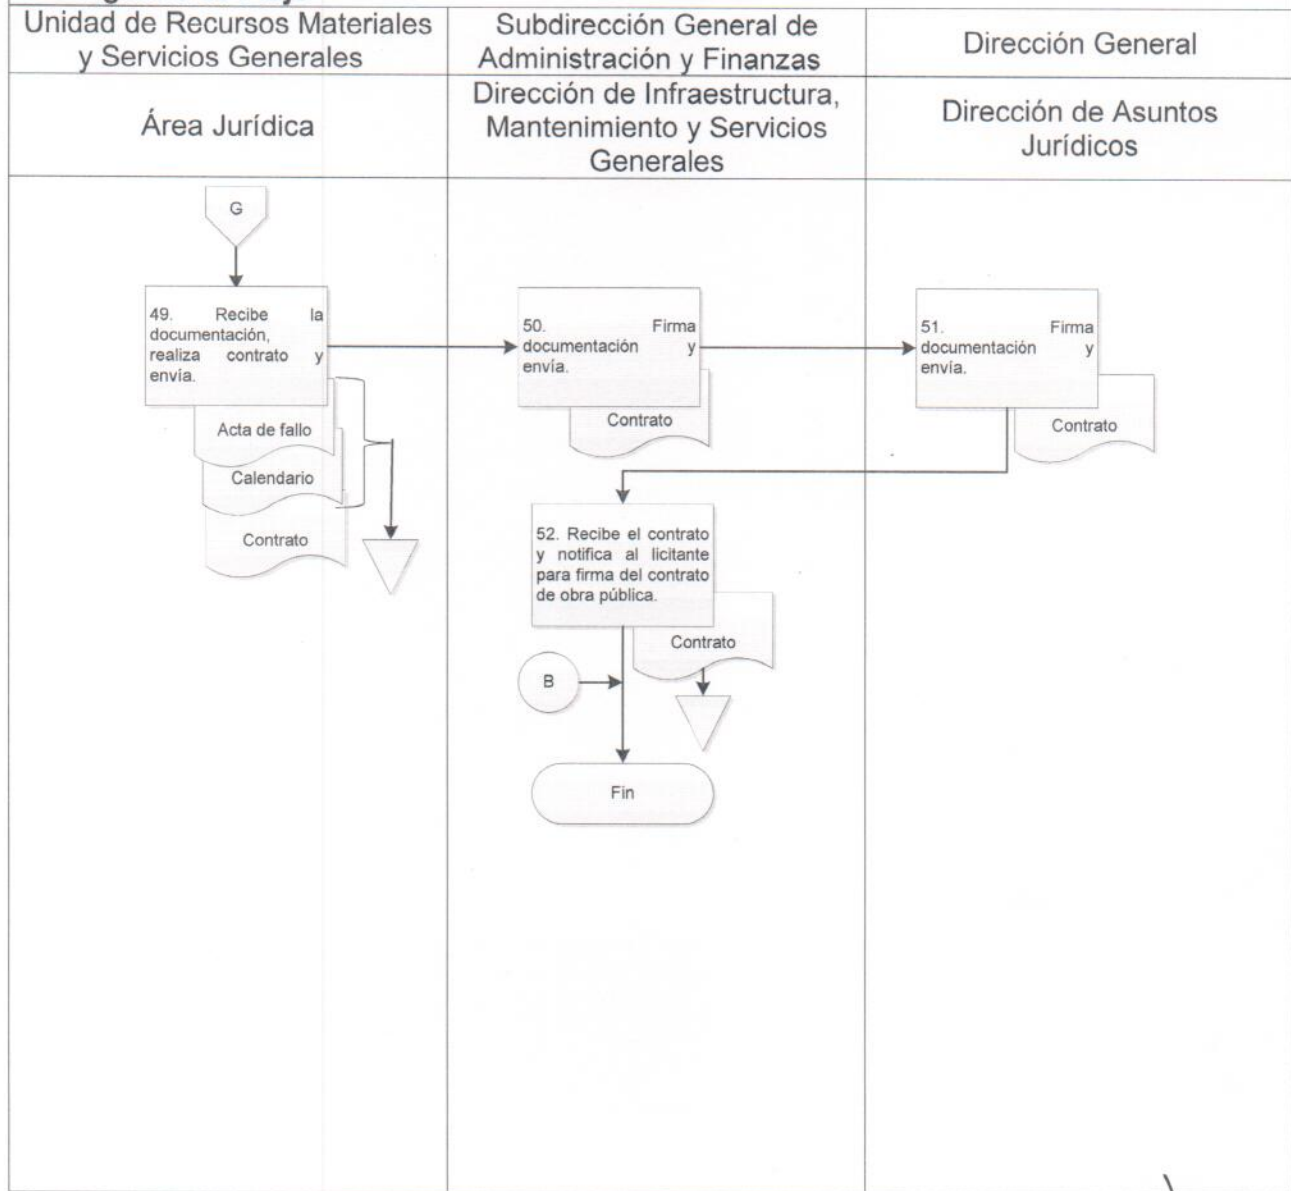 Unidad de Recursos Materiales
y Servicios Generales
Subdirección General de
Administración y Finanzas
Dirección General
Área Jurídica
Dirección de Infraestructura,
Mantenimiento y Servicios
Generales
Dirección de Asuntos
Jurídicos
G
49. Recibe la
documentación,
realiza contrato y
envía.
Acta de fallo
Calendario
Contrato
50. Firma
documentación y
envía.
Contrato
51. Firma
documentación y
envía.
Contrato
52. Recibe el contrato
y notifica al licitante
para firma del contrato
de obra pública.
Contrato
B
Fin